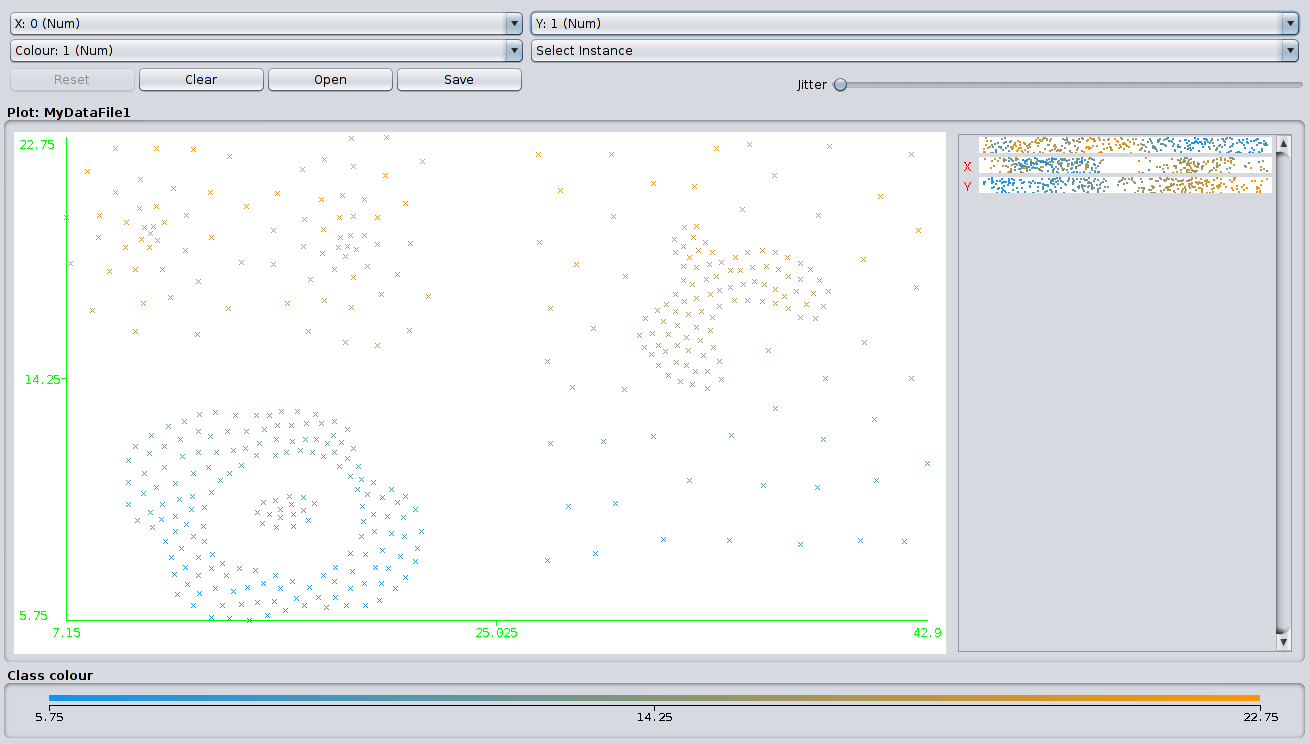 X: 0 (Num) Y: 1 (Num)
Colour: 1 (Num) Select Instance
Reset Clear Open Save Jitter
Plot: MyDataFile1
22.75
X
Y
14.25
5.75
7.15 25.025 42.9
Class colour
5.75 14.25 22.75